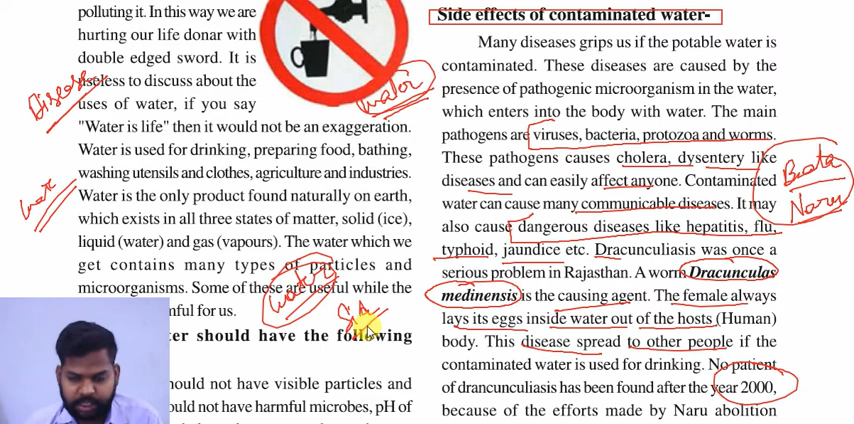 polluting it. In this way we are
hurting our life donar with
double edged sword. It is
useless to discuss about the
uses of water, if you say
"Water is life" then it would not be an exaggeration.
Water is used for drinking, preparing food, bathing,
washing utensils and clothes, agriculture and industries.
Water is the only product found naturally on earth,
which exists in all three states of matter, solid (ice),
liquid (water) and gas (vapours). The water which we
get contains many types of particles and
microorganisms. Some of these are useful while the
mful for us.
ter should have the following
hould not have visible particles and
ould not have harmful microbes, pH of
Disease
water
water
Side effects of contaminated water-
Many diseases grips us if the potable water is
contaminated. These diseases are caused by the
presence of pathogenic microorganism in the water,
which enters into the body with water. The main
pathogens are viruses, bacteria, protozoa and worms.
These pathogens causes cholera, dysentery like
diseases and can easily affect anyone. Contaminated
water can cause many communicable diseases. It may
also cause dangerous diseases like hepatitis, flu,
typhoid, jaundice etc. Dracunculiasis was once a
serious problem in Rajasthan. A worm Dracunculas
medinensis is the causing agent. The female always
lays its eggs inside water out of the hosts (Human)
body. This disease spread to other people if the
contaminated water is used for drinking. No patient
of drancunculiasis has been found after the year 2000,
because of the efforts made by Naru abolition
Naru